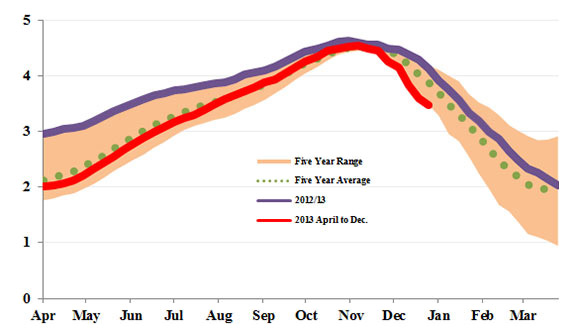 5
4
3
2
1
0
Five Year Range
Five Year Average
2012/13
2013 April to Dec.
Apr May Jun Jul Aug Sep Oct Nov Dec Jan Feb Mar